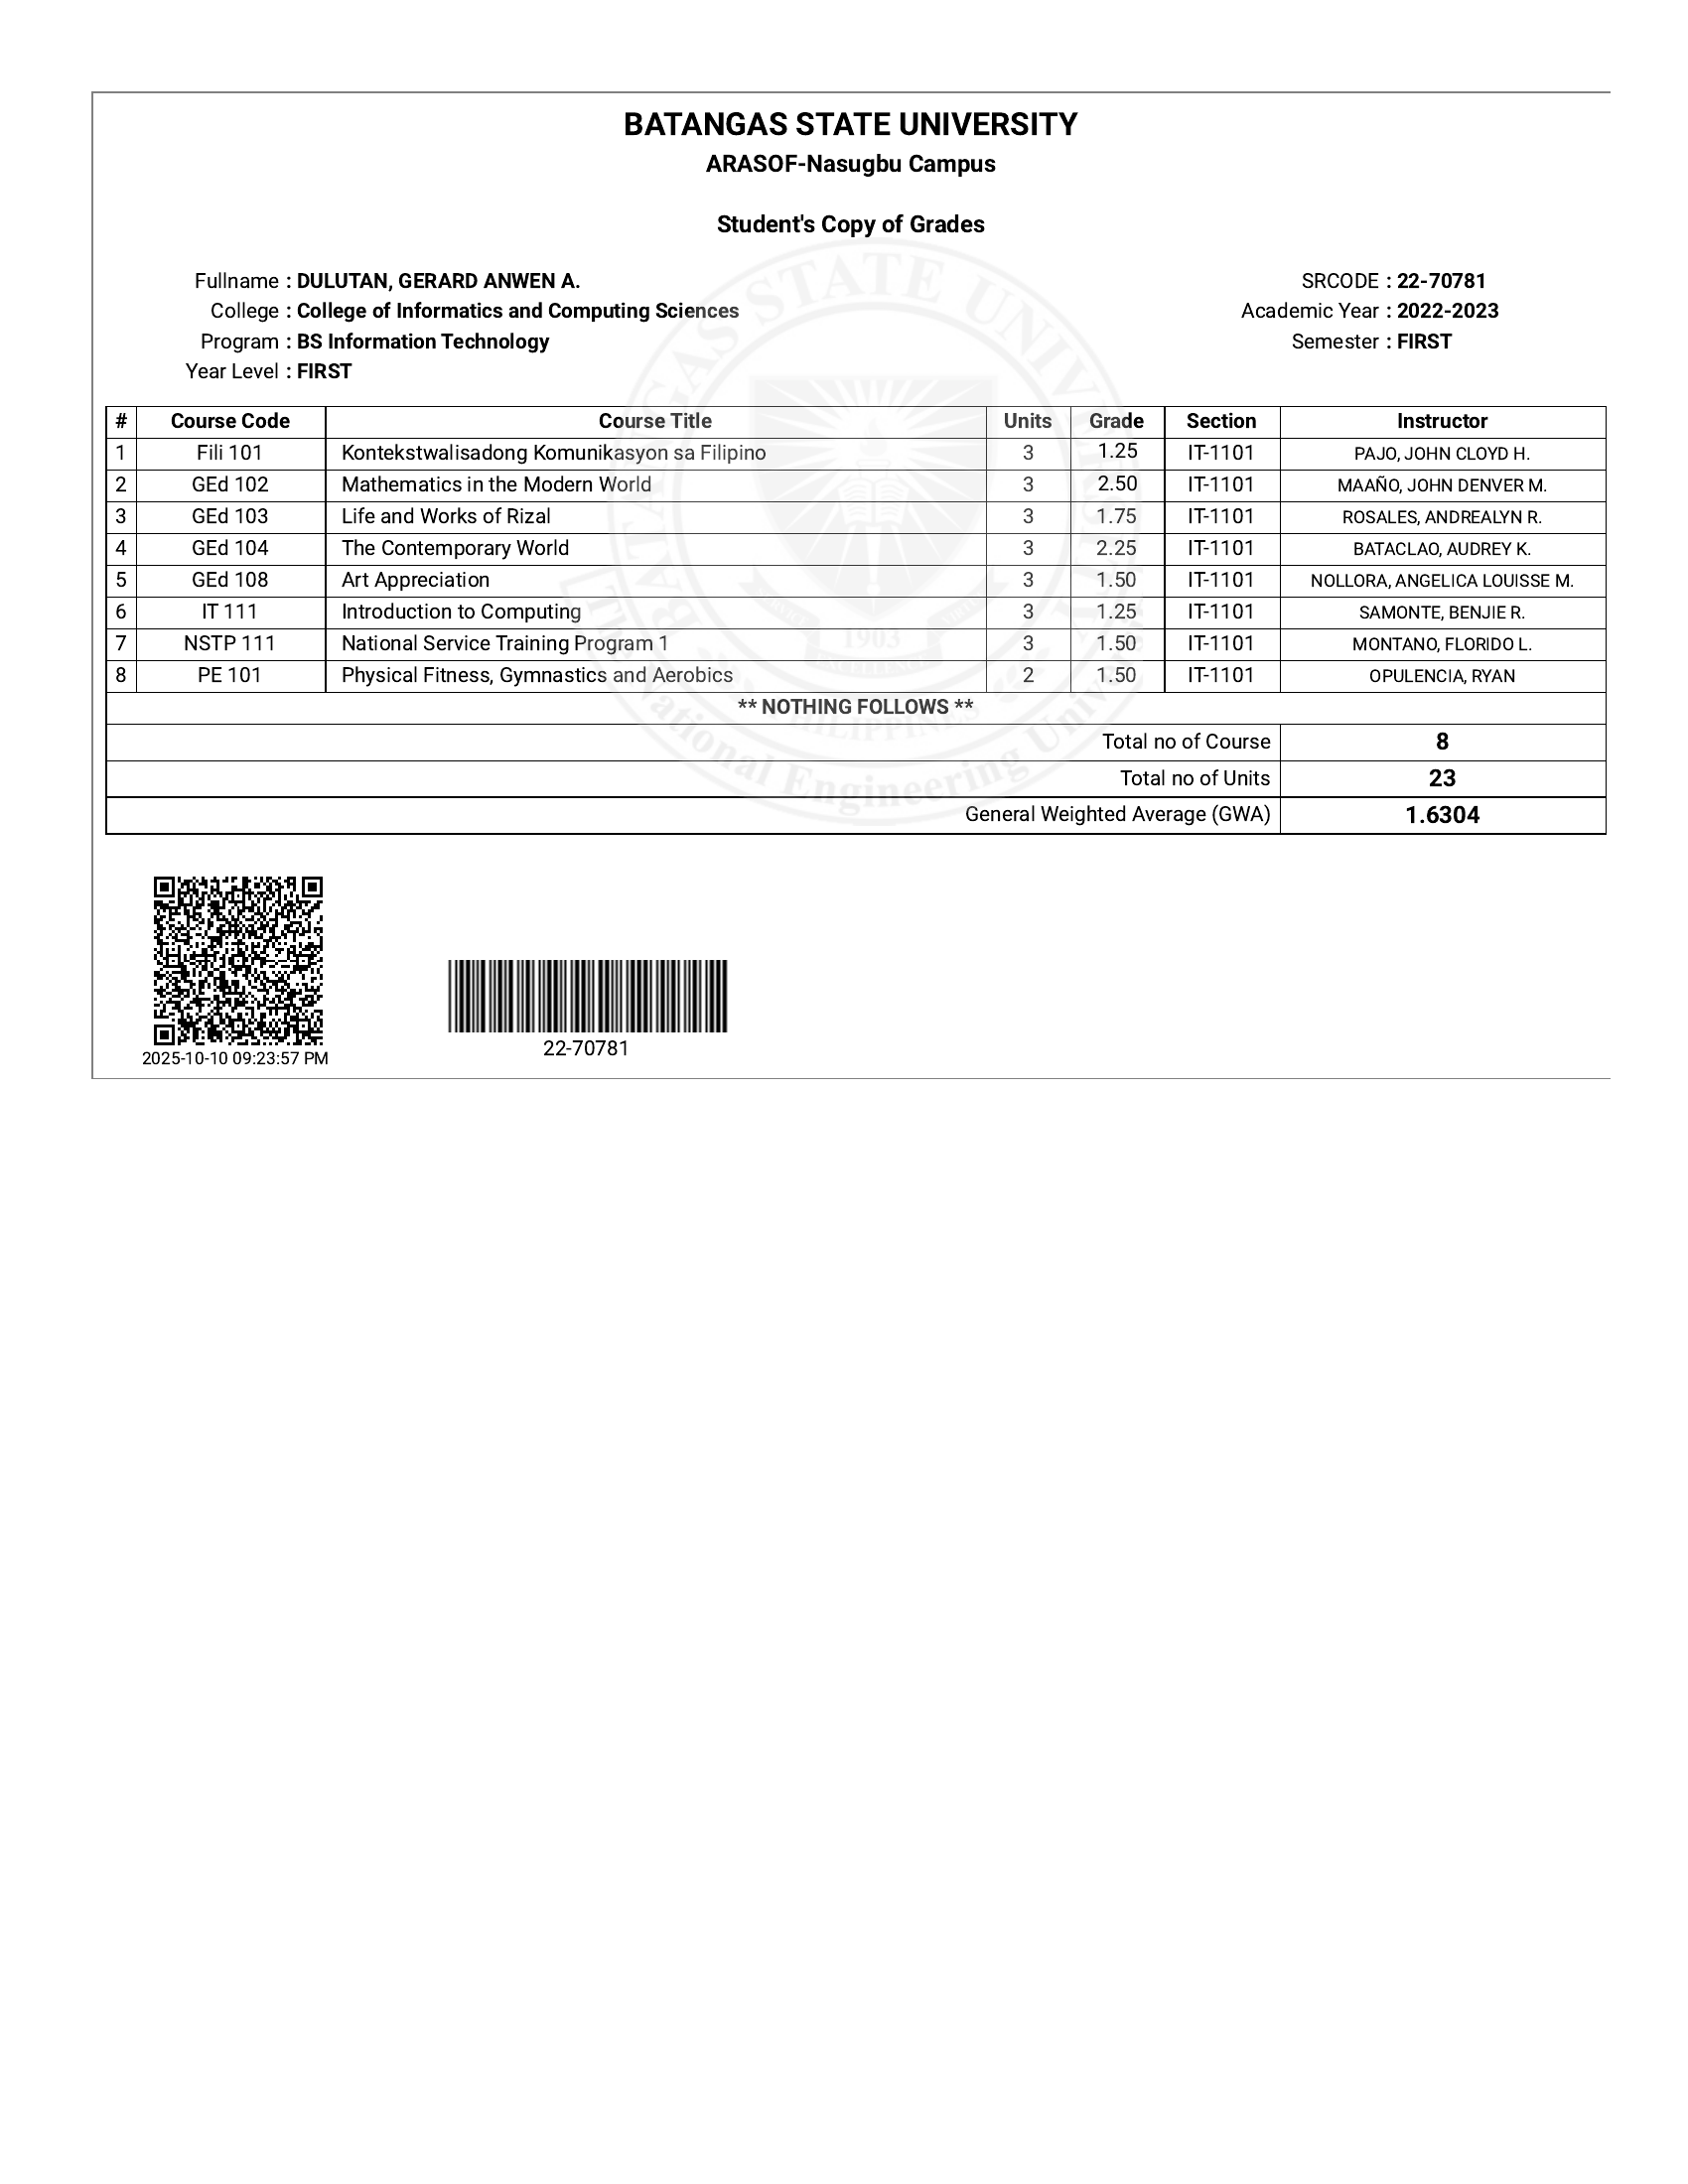 BATANGAS STATE UNIVERSITY
ARASOF-Nasugbu Campus
Student's Copy of Grades
Fullname : DULUTAN, GERARD ANWEN A. SRCODE : 22-70781
College : College of Informatics and Computing Sciences Academic Year : 2022-2023
Program : BS Information Technology Semester : FIRST
Year Level : FIRST
# Course Code Course Title Units Grade Section Instructor
1 Fili 101 Kontekstwalisadong Komunikasyon sa Filipino 3 1.25 IT-1101 PAJO, JOHN CLOYD H.
2 GEd 102 Mathematics in the Modern World 3 2.50 IT-1101 MAAÑO, JOHN DENVER M.
3 GEd 103 Life and Works of Rizal 3 1.75 IT-1101 ROSALES, ANDREALYN R.
4 GEd 104 The Contemporary World 3 2.25 IT-1101 BATACLAO, AUDREY K.
5 GEd 108 Art Appreciation 3 1.50 IT-1101 NOLLORA, ANGELICA LOUISSE M.
6 IT 111 Introduction to Computing 3 1.25 IT-1101 SAMONTE, BENJIE R.
7 NSTP 111 National Service Training Program 1 3 1.50 IT-1101 MONTANO, FLORIDO L.
8 PE 101 Physical Fitness, Gymnastics and Aerobics 2 1.50 IT-1101 OPULENCIA, RYAN
** NOTHING FOLLOWS **
Total no of Course 8
Total no of Units 23
General Weighted Average (GWA) 1.6304
2025-10-10 09:23:57 PM
22-70781
BATANGAS STATE UNIVER
1903
PHILIPPINES
The National Engineering Univ